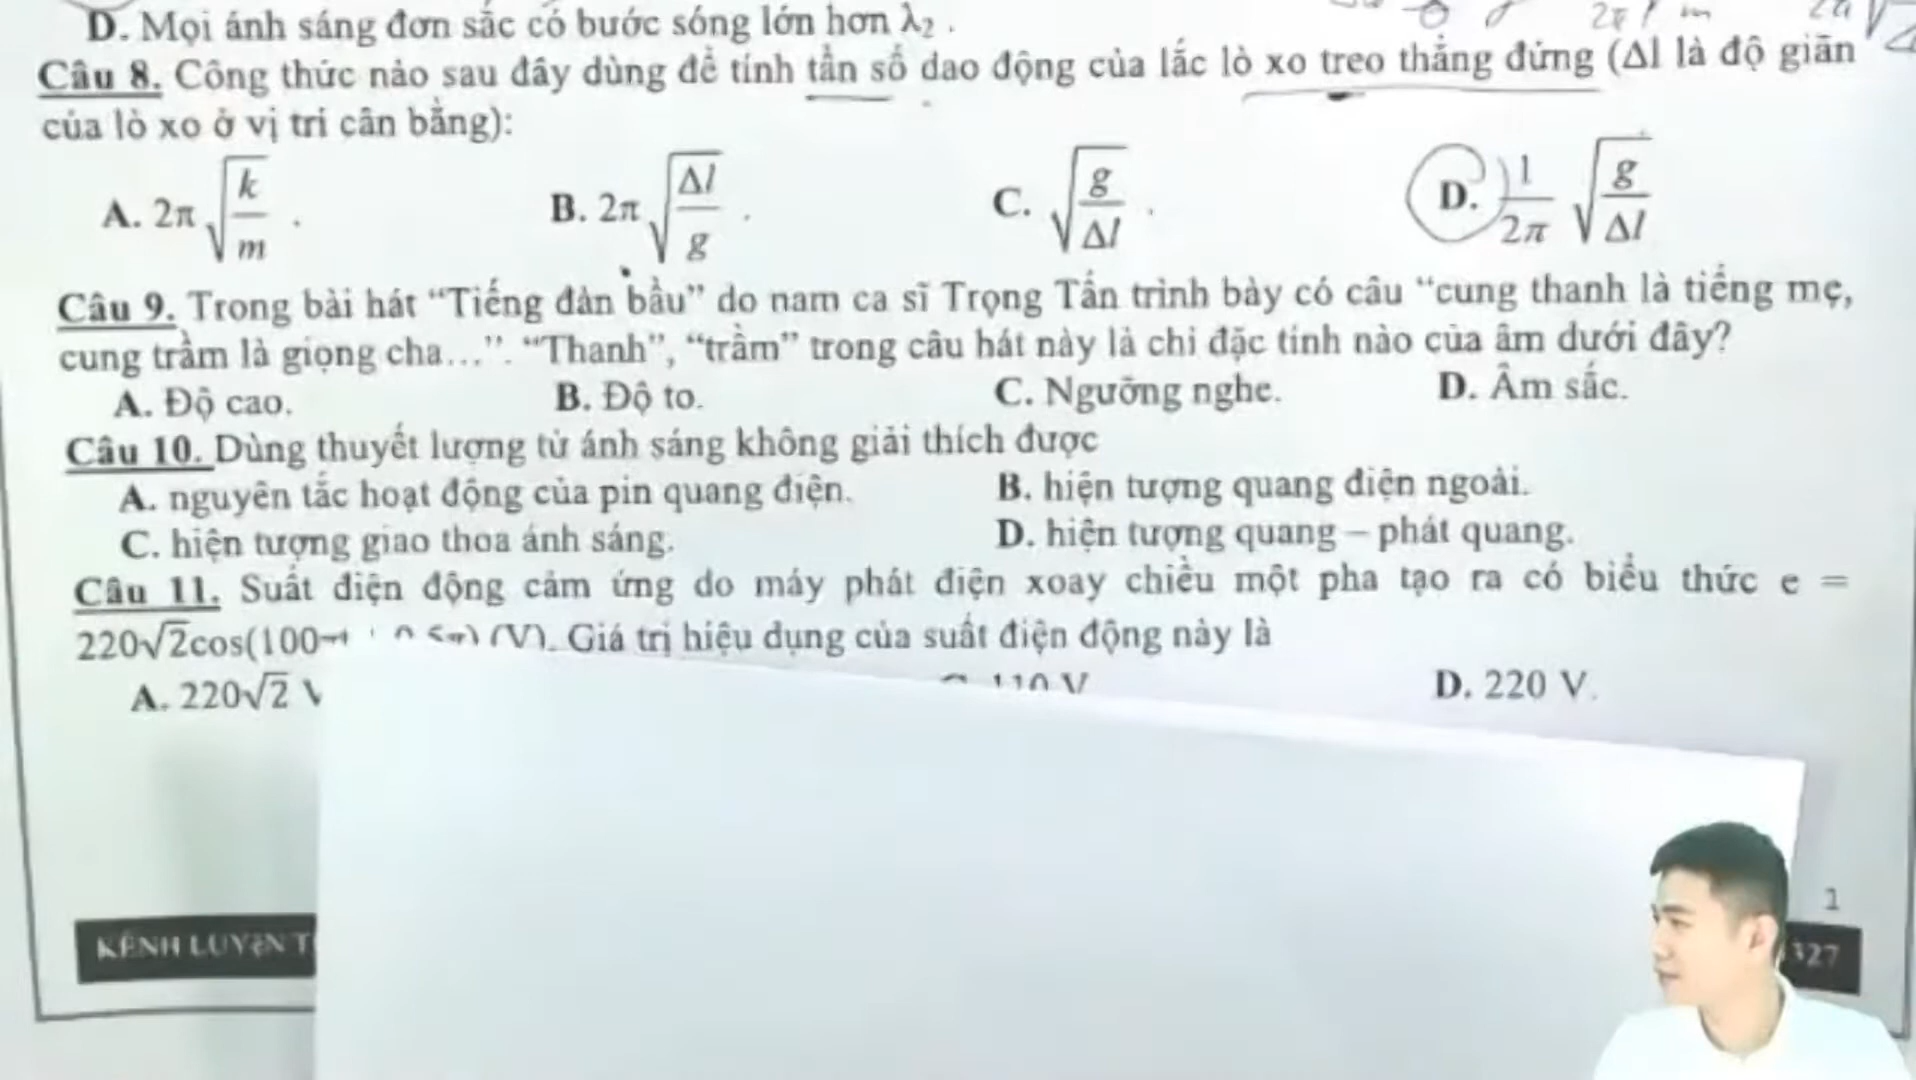 D. Mọi ánh sáng đơn sắc có bước sóng lớn hơn λ₂ .
Câu 8. Công thức nào sau đây dùng để tính tần số dao động của lắc lò xo treo thẳng đứng (Δl là độ giãn
của lò xo ở vị trí cân bằng):
A. 2π √(k/m) . B. 2π √(Δl/g) . C. √(g/Δl) . D. 1/2π √(g/Δl)
Câu 9. Trong bài hát “Tiếng đàn bầu” do nam ca sĩ Trọng Tấn trình bày có câu “cung thanh là tiếng mẹ,
cung trầm là giọng cha…”. “Thanh”, “trầm” trong câu hát này là chỉ đặc tính nào của âm dưới đây?
A. Độ cao. B. Độ to. C. Ngưỡng nghe. D. Âm sắc.
Câu 10. Dùng thuyết lượng tử ánh sáng không giải thích được
A. nguyên tắc hoạt động của pin quang điện. B. hiện tượng quang điện ngoài.
C. hiện tượng giao thoa ánh sáng. D. hiện tượng quang – phát quang.
Câu 11. Suất điện động cảm ứng do máy phát điện xoay chiều một pha tạo ra có biểu thức e =
220√2cos(100 (V). Giá trị hiệu dụng của suất điện động này là
A. 220√2 V 110 V D. 220 V.
1
KÊNH LUYỆN T 327